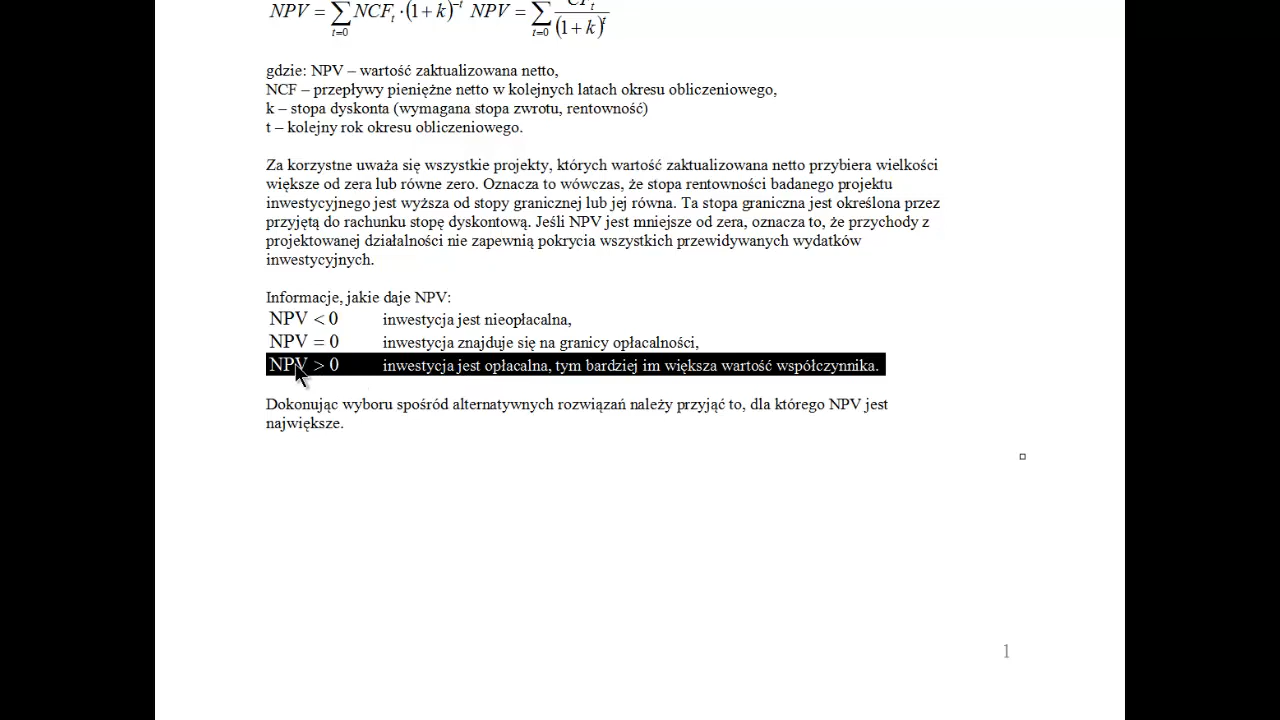 NPV = ∑ t=0 NCF_t · (1 + k)^−t NPV = ∑ t=0 CF_t / (1 + k)^t
gdzie: NPV – wartość zaktualizowana netto,
NCF – przepływy pieniężne netto w kolejnych latach okresu obliczeniowego,
k – stopa dyskonta (wymagana stopa zwrotu, rentowność)
t – kolejny rok okresu obliczeniowego.
Za korzystne uważa się wszystkie projekty, których wartość zaktualizowana netto przybiera wielkości
większe od zera lub równe zero. Oznacza to wówczas, że stopa rentowności badanego projektu
inwestycyjnego jest wyższa od stopy granicznej lub jej równa. Ta stopa graniczna jest określona przez
przyjętą do rachunku stopę dyskontową. Jeśli NPV jest mniejsze od zera, oznacza to, że przychody z
projektowanej działalności nie zapewnią pokrycia wszystkich przewidywanych wydatków
inwestycyjnych.
Informacje, jakie daje NPV:
NPV < 0 inwestycja jest nieopłacalna,
NPV = 0 inwestycja znajduje się na granicy opłacalności,
NPV > 0 inwestycja jest opłacalna, tym bardziej im większa wartość współczynnika.
Dokonując wyboru spośród alternatywnych rozwiązań należy przyjąć to, dla którego NPV jest
największe.
1